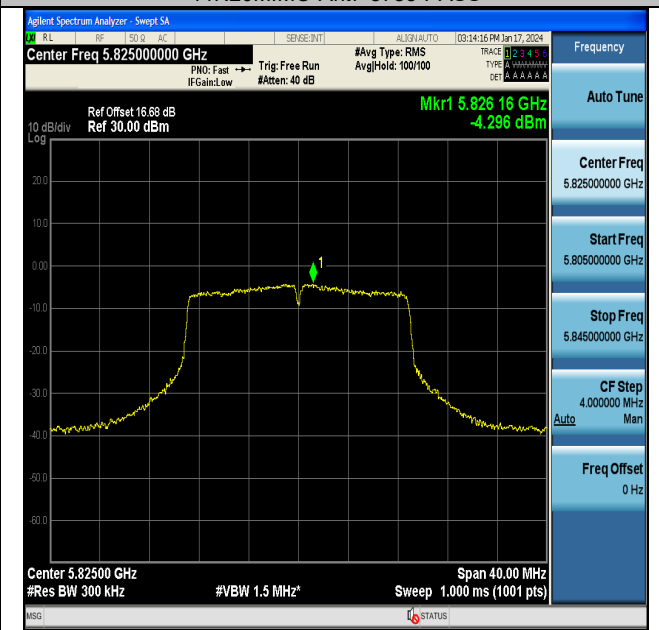 Agilent Spectrum Analyzer - Swept SA
RL RF 50 Ω AC SENSE:INT ALIGN AUTO 03:14:16 PM Jan 17, 2024
Center Freq 5.825000000 GHz
PNO: Fast
IFGain:Low
Trig: Free Run
#Atten: 40 dB
#Avg Type: RMS
Avg|Hold: 100/100
TRACE 1 2 3 4 5 6
TYPE A WWWWW
DET A A A A A A
Frequency
Mkr1 5.826 16 GHz
-4.296 dBm
Ref Offset 16.68 dB
10 dB/div Ref 30.00 dBm
Log
20.0
10.0
0.00
-10.0
-20.0
-30.0
-40.0
-50.0
-60.0
1
Auto Tune
Center Freq
5.825000000 GHz
Start Freq
5.805000000 GHz
Stop Freq
5.845000000 GHz
CF Step
4.000000 MHz
Auto Man
Freq Offset
0 Hz
Center 5.82500 GHz Span 40.00 MHz
#Res BW 300 kHz #VBW 1.5 MHz* Sweep 1.000 ms (1001 pts)
MSG STATUS